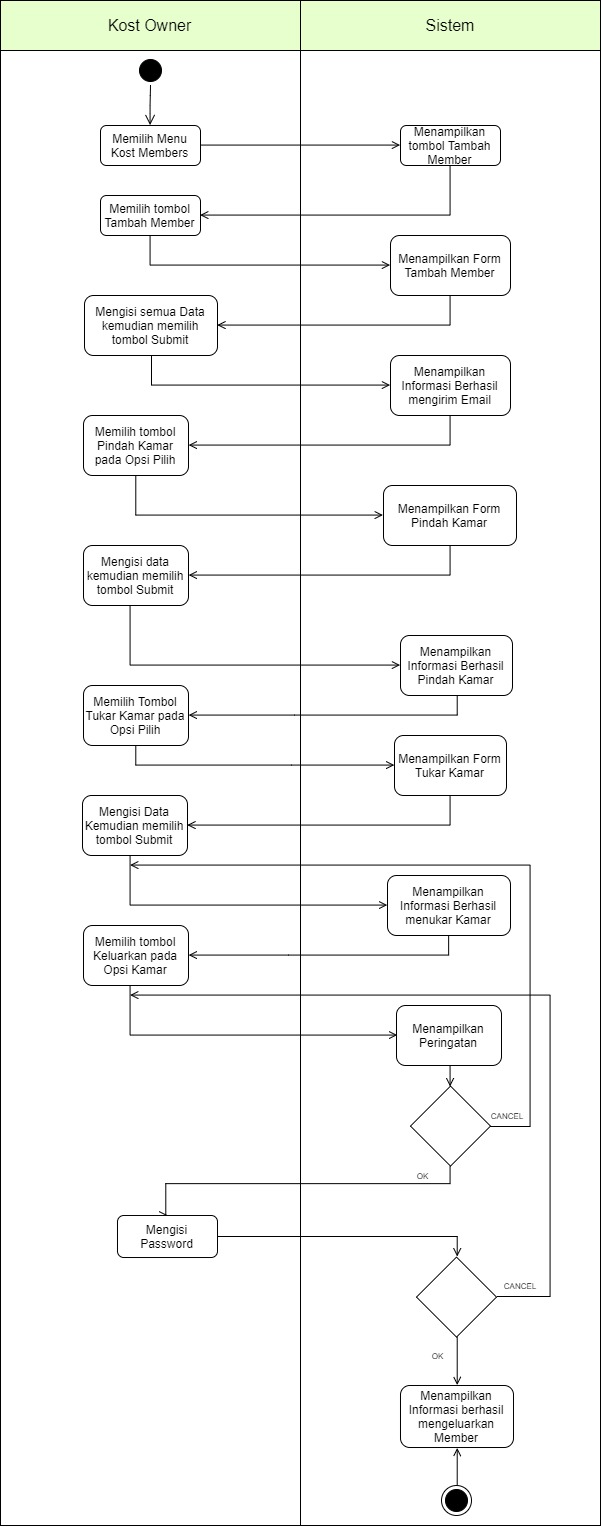 Kost Owner
Sistem
Memilih Menu
Kost Members
Menampilkan
tombol Tambah
Member
Memilih tombol
Tambah Member
Menampilkan Form
Tambah Member
Mengisi semua Data
kemudian memilih
tombol Submit
Menampilkan
Informasi Berhasil
mengirim Email
Memilih tombol
Pindah Kamar
pada Opsi Pilih
Menampilkan Form
Pindah Kamar
Mengisi data
kemudian memilih
tombol Submit
Menampilkan
Informasi Berhasil
Pindah Kamar
Memilih Tombol
Tukar Kamar pada
Opsi Pilih
Menampilkan Form
Tukar Kamar
Mengisi Data
Kemudian memilih
tombol Submit
Menampilkan
Informasi Berhasil
menukar Kamar
Memilih tombol
Keluarkan pada
Opsi Kamar
Menampilkan
Peringatan
CANCEL
OK
Mengisi
Password
CANCEL
OK
Menampilkan
Informasi berhasil
mengeluarkan
Member